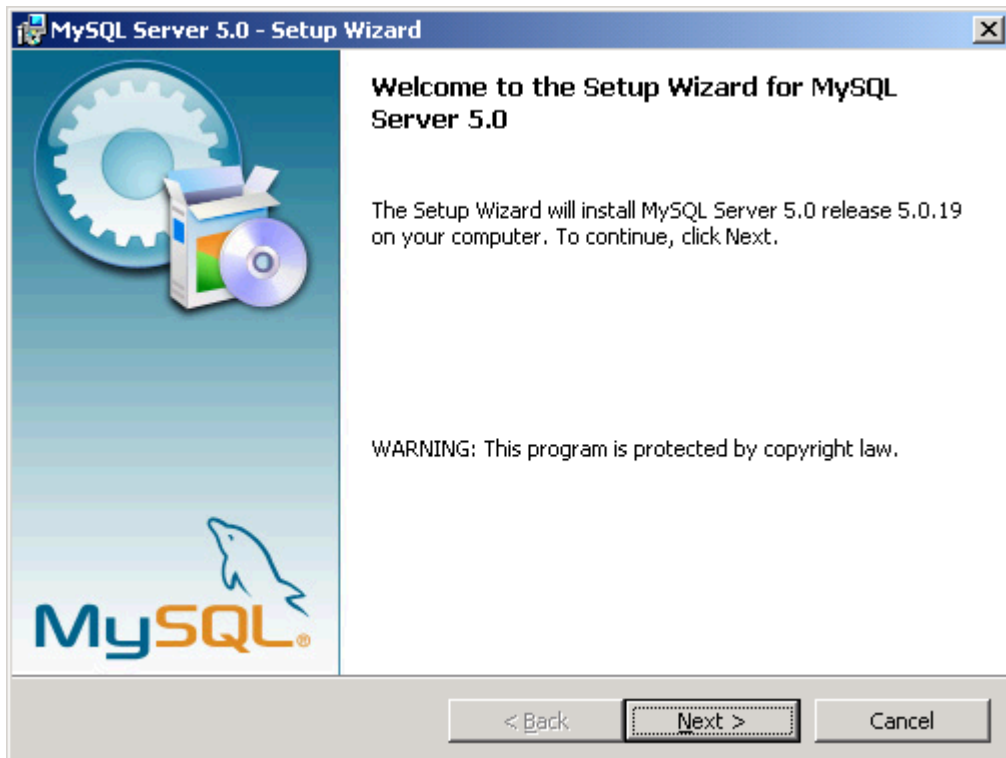 MySQL Server 5.0 - Setup Wizard
Welcome to the Setup Wizard for MySQL
Server 5.0
The Setup Wizard will install MySQL Server 5.0 release 5.0.19
on your computer. To continue, click Next.
WARNING: This program is protected by copyright law.
MySQL®
< Back
Next >
Cancel